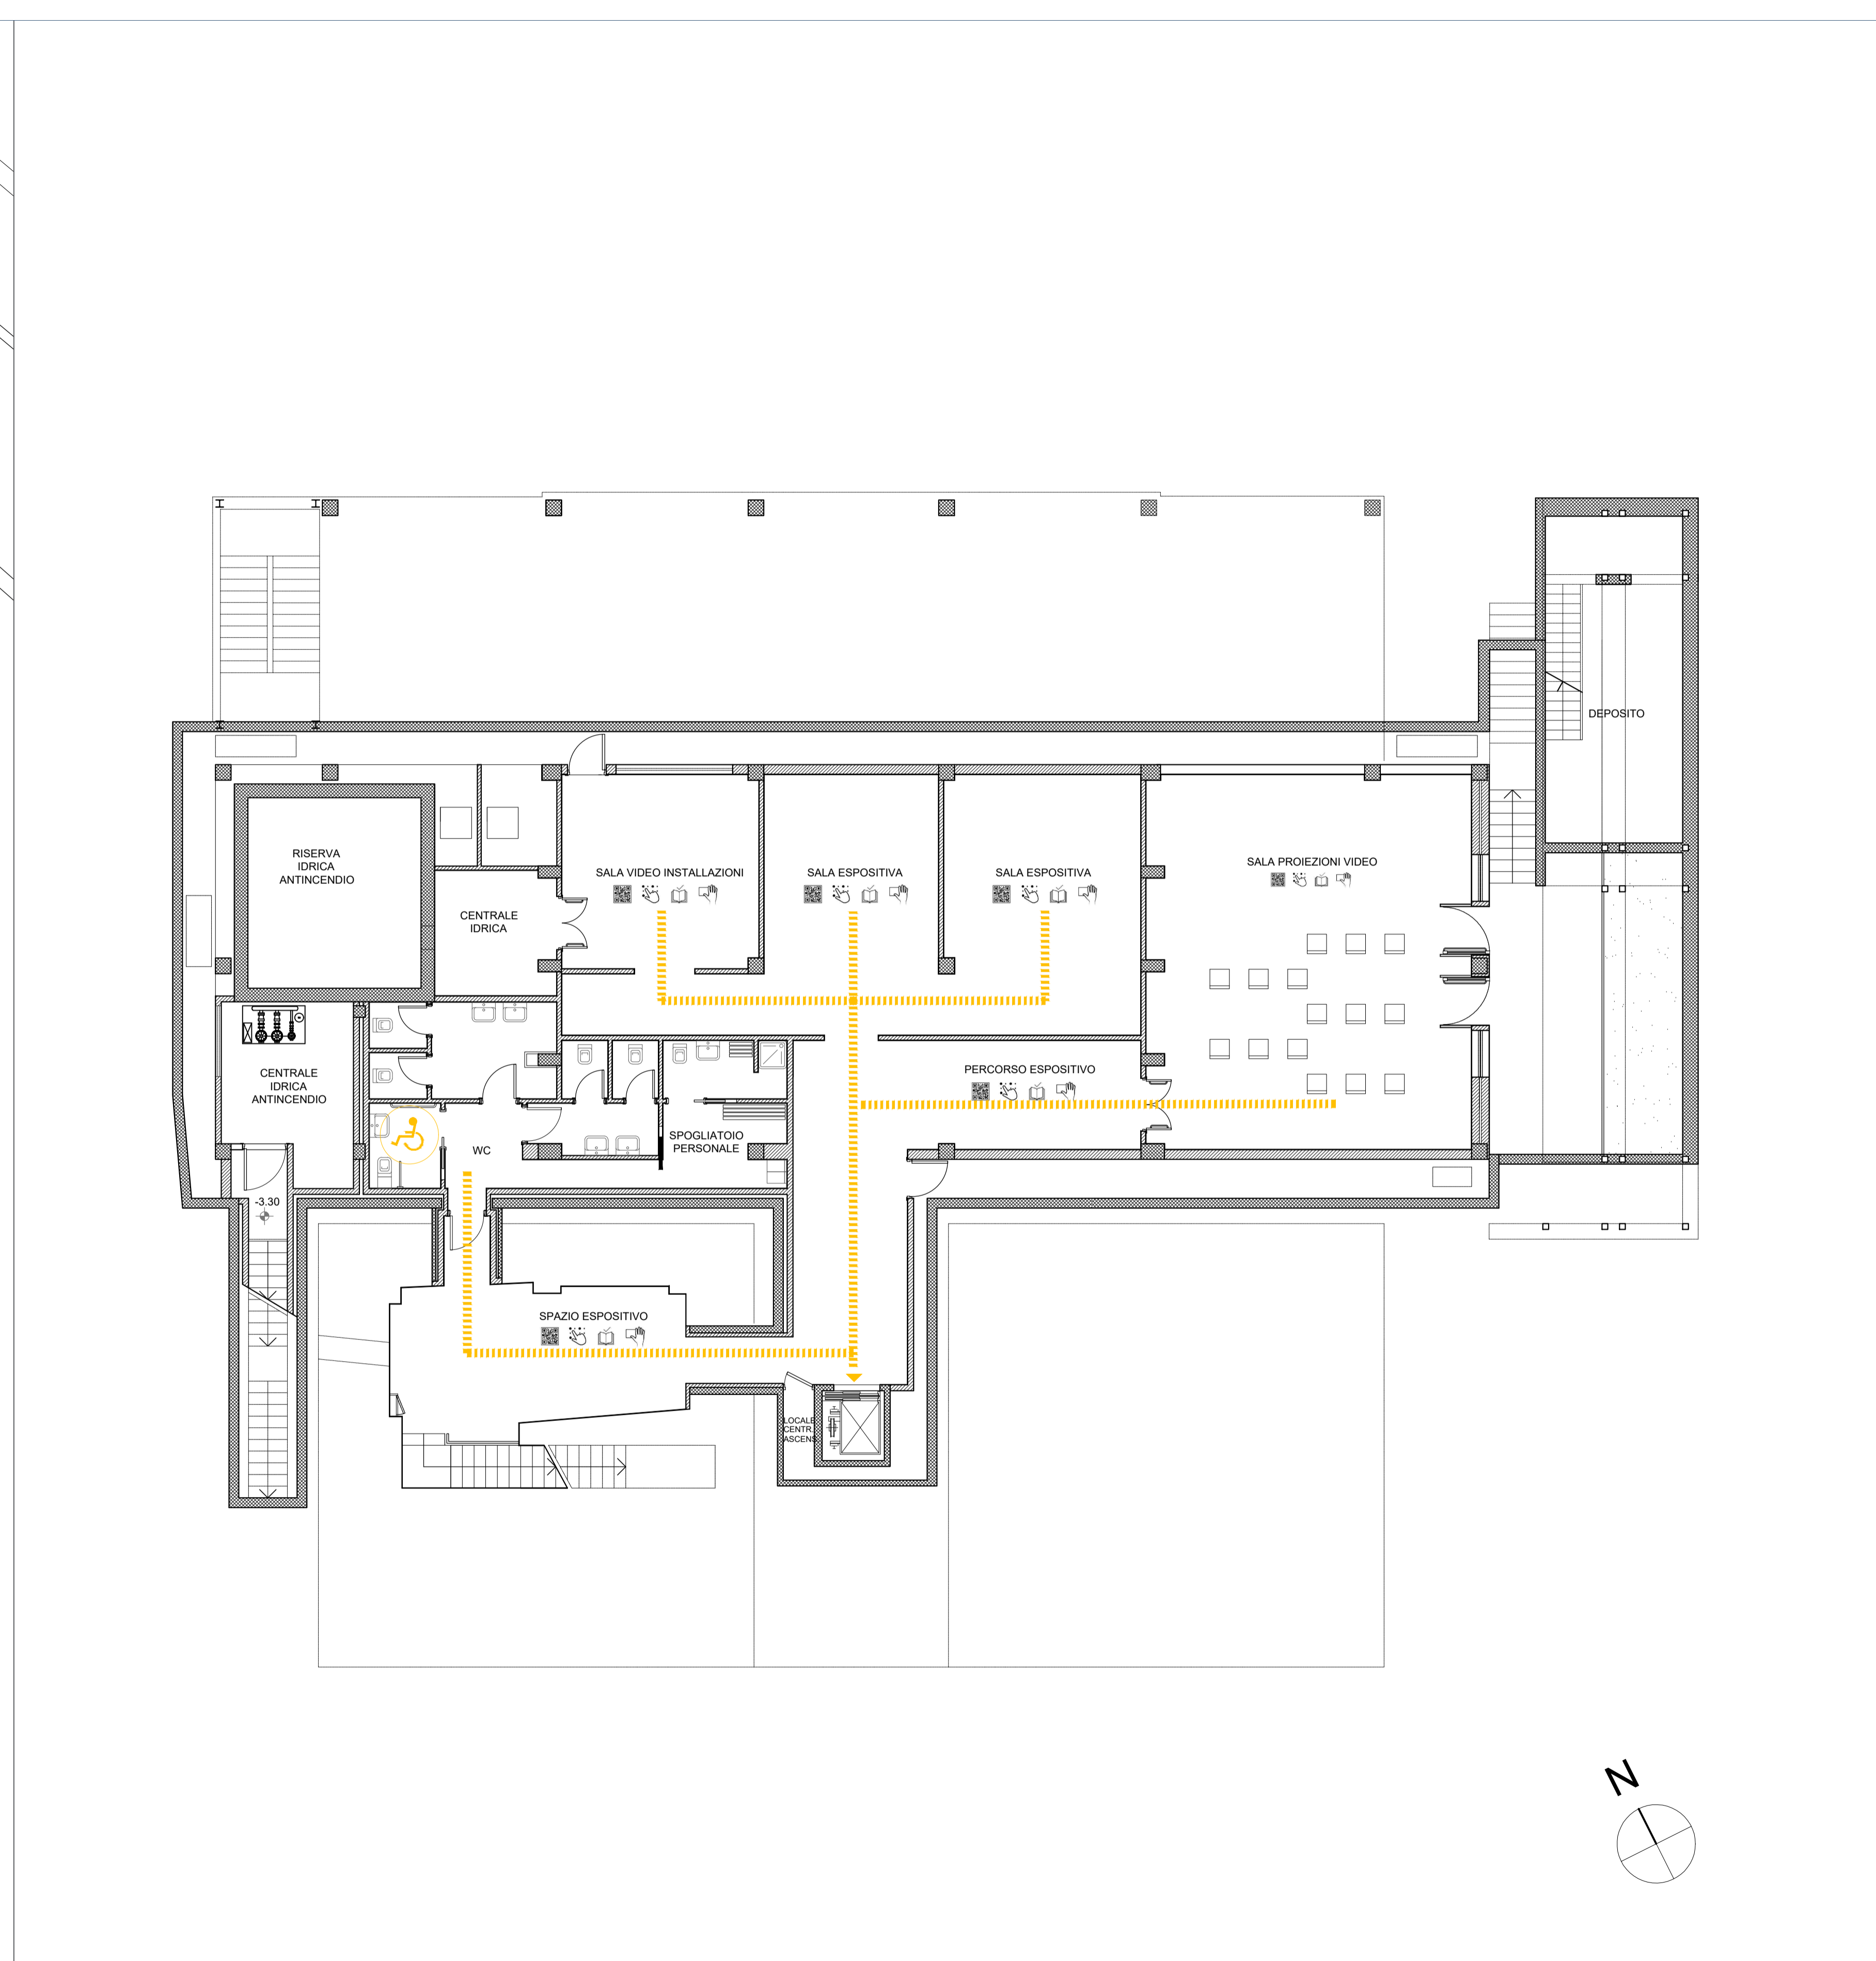 DEPOSITO
RISERVA
IDRICA
ANTINCENDIO
SALA VIDEO INSTALLAZIONI
SALA ESPOSITIVA
SALA ESPOSITIVA
SALA PROIEZIONI VIDEO
CENTRALE
IDRICA
CENTRALE
IDRICA
ANTINCENDIO
PERCORSO ESPOSITIVO
WC
SPOGLIATOIO
PERSONALE
-3.30
SPAZIO ESPOSITIVO
LOCALE
CENTR.
ASCENS.
N